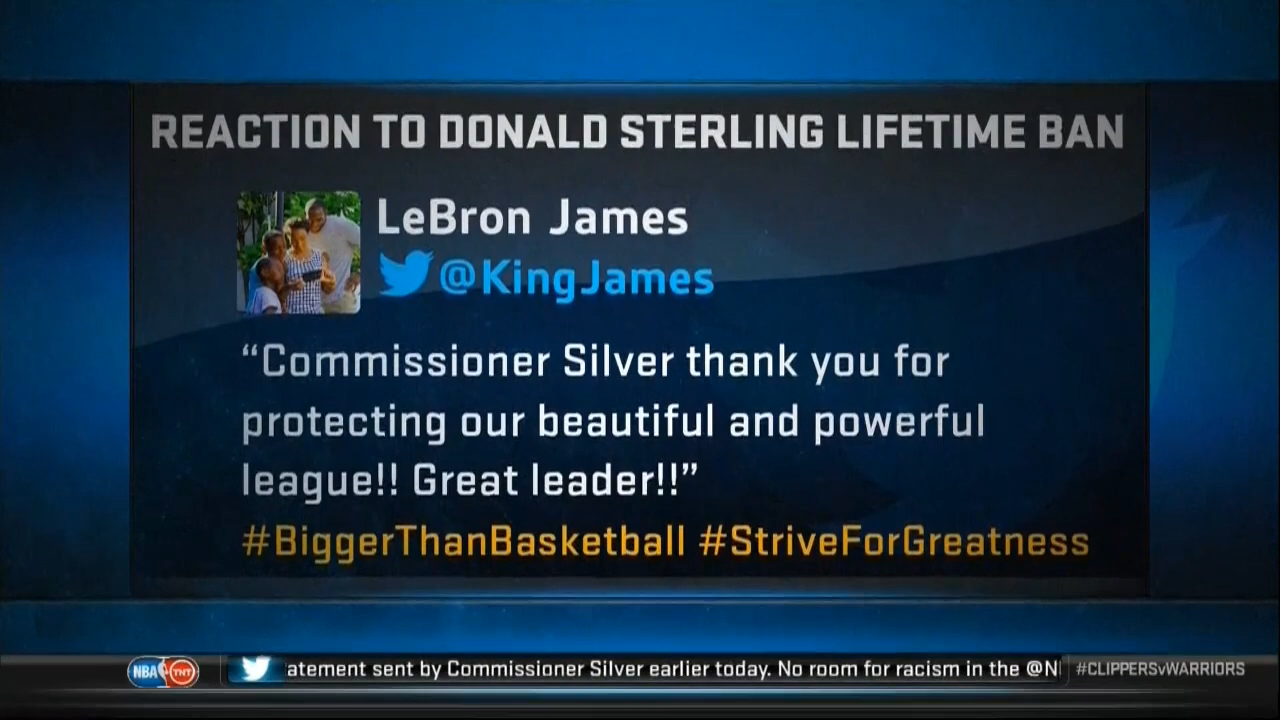 REACTION TO DONALD STERLING LIFETIME BAN
LeBron James
@KingJames
“Commissioner Silver thank you for
protecting our beautiful and powerful
league!! Great leader!!”
#BiggerThanBasketball #StriveForGreatness
NBA TNT atement sent by Commissioner Silver earlier today. No room for racism in the @N #CLIPPERSvWARRIORS